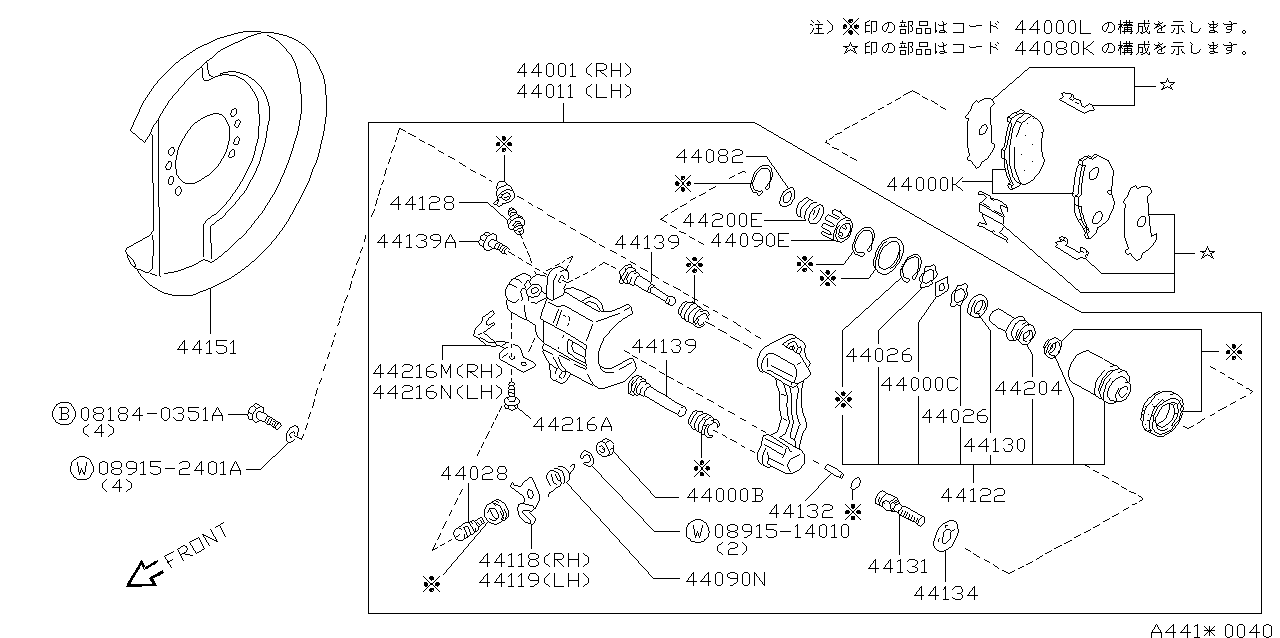 注) ※印の部品はコード 44000L の構成を示します。
☆印の部品はコード 44080K の構成を示します。
44001 (RH)
44011 (LH)
☆
※
44082
※
44000K
44128
44200E
44139A
44139
44090E
※
※
※
☆
44151
44139
44026
※
44216M(RH)
44216N(LH)
44000C
44204
※
B 08184-0351A
(4)
44026
44216A
44130
W 08915-2401A
(4)
※
44028
44000B
44122
44132
※
W 08915-14010
(2)
44118(RH)
44119(LH)
44131
44090N
※
44134
FRONT
A441* 0040